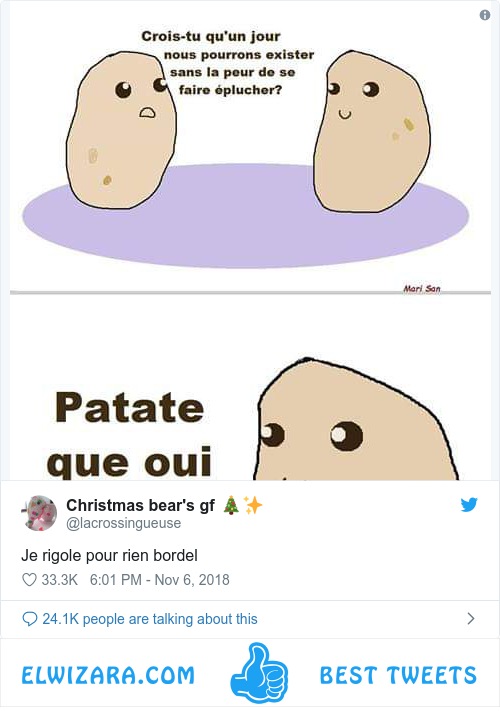 Crois-tu qu'un jour
nous pourrons exister
sans la peur de se
faire éplucher?
Mari San
Patate
que oui
Christmas bear's gf 🎄✨
@lacrossingueuse
Je rigole pour rien bordel
33.3K 6:01 PM - Nov 6, 2018
24.1K people are talking about this
ELWIZARA.COM BEST TWEETS